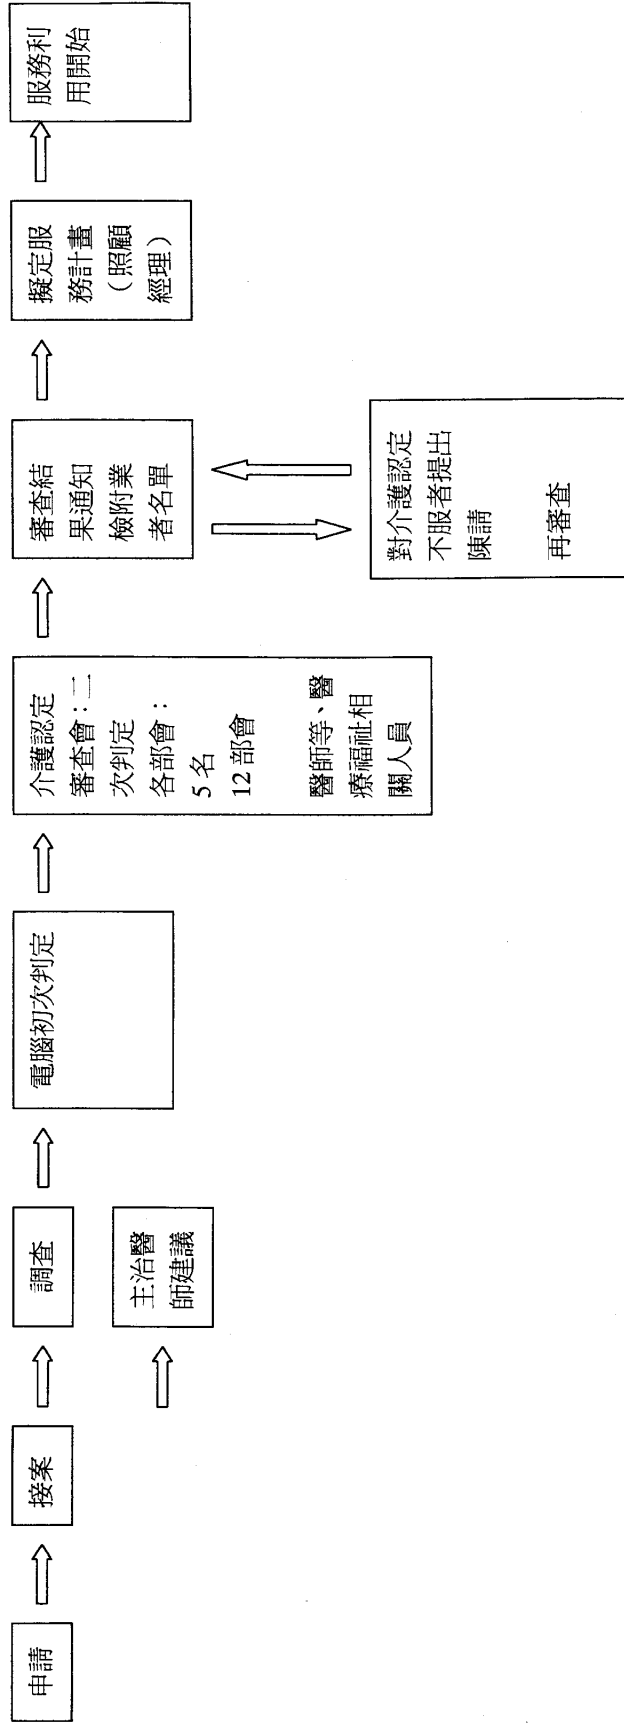 申請
接案
調查
主治醫
師建議
電腦初次判定
介護認定
審查會：二
次判定
各部會：
5 名
12 部會
醫師等、醫
療福祉相
關人員
審查結
果通知
檢附業
者名單
對介護認定
不服者提出
陳請
再審查
擬定服
務計畫
（照顧
經理）
服務利
用開始